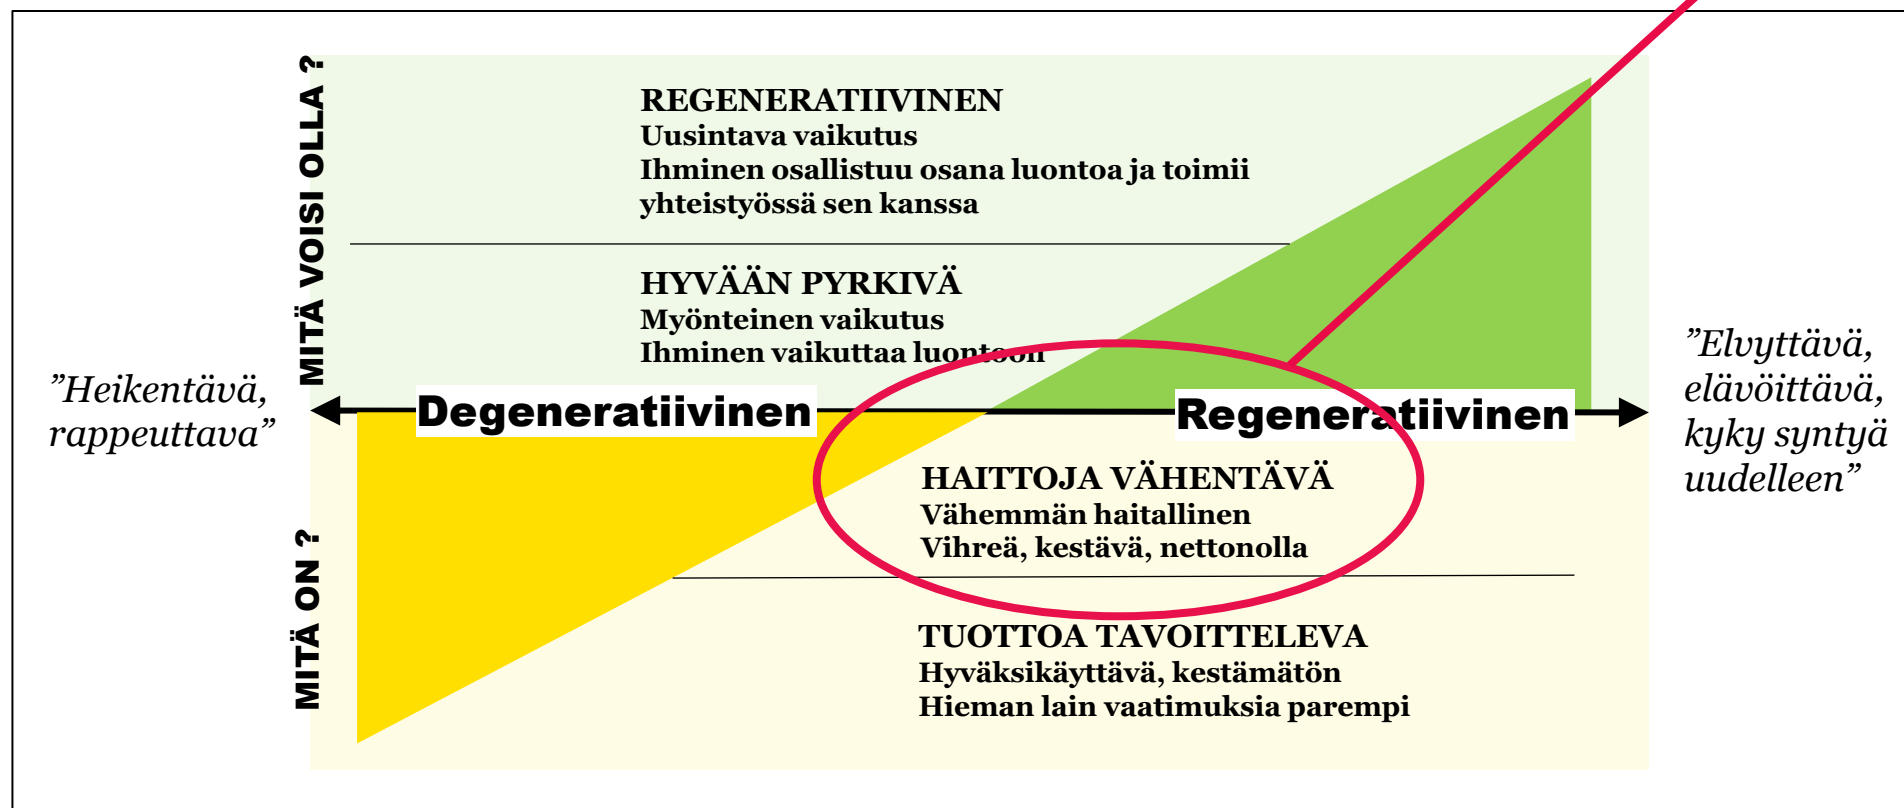 MITÄ VOISI OLLA ?
REGENERATIIVINEN
Uusintava vaikutus
Ihminen osallistuu osana luontoa ja toimii
yhteistyössä sen kanssa
HYVÄÄN PYRKIVÄ
Myönteinen vaikutus
Ihminen vaikuttaa luontoon
”Heikentävä,
rappeuttava”
Degeneratiivinen
Regeneratiivinen
”Elvyttävä,
elävöittävä,
kyky syntyä
uudelleen”
MITÄ ON ?
HAITTOJA VÄHENTÄVÄ
Vähemmän haitallinen
Vihreä, kestävä, nettonolla
TUOTTOA TAVOITTELEVA
Hyväksikäyttävä, kestämätön
Hieman lain vaatimuksia parempi